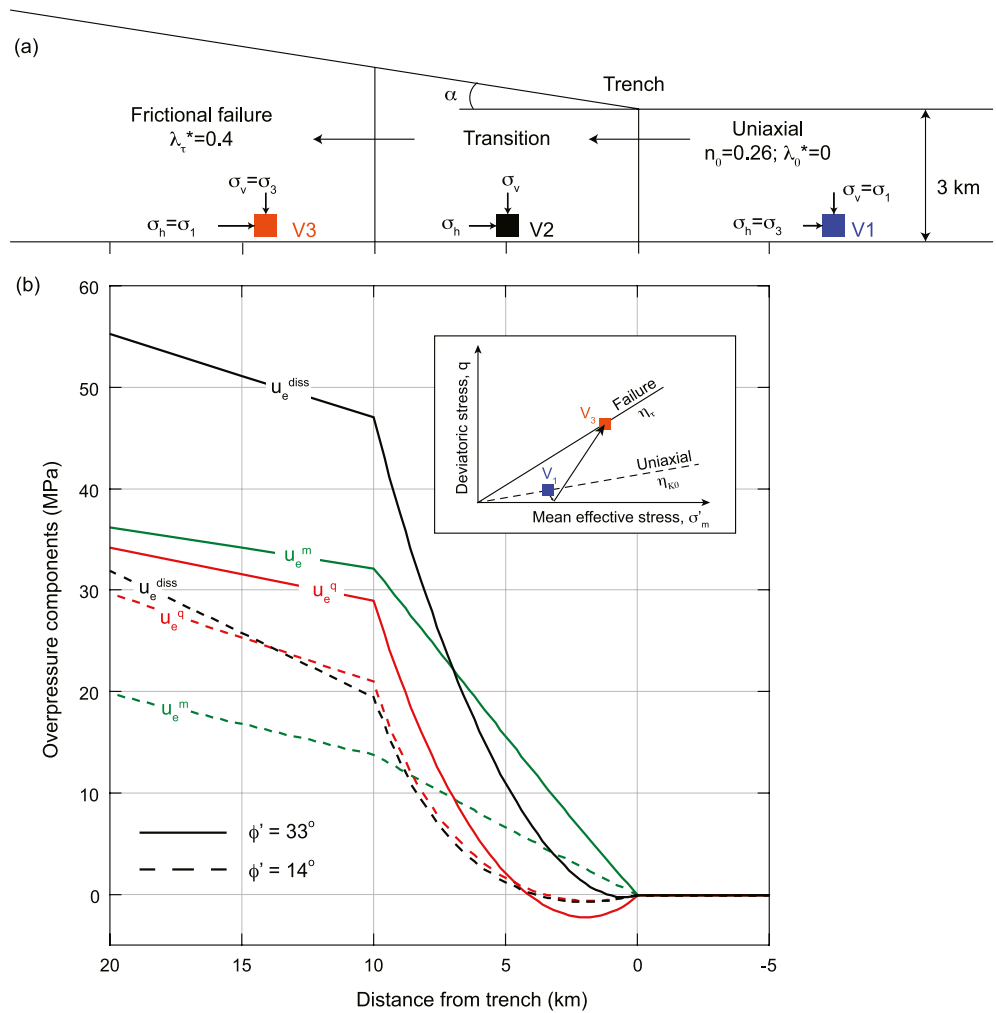 (a)
Trench
α
Frictional failure
λτ*=0.4
Transition
Uniaxial
n0=0.26; λ0*=0
σv=σ3
σv
σv=σ1
3 km
σh=σ1
V3
σh
V2
σh=σ3
V1
(b)
60
50
40
30
20
10
0
Overpressure components (MPa)
ue^diss
ue^m
ue^q
ue^diss
ue^q
ue^m
ϕ' = 33°
ϕ' = 14°
Deviatoric stress, q
V3
Failure
ητ
V1
Uniaxial
ηK0
Mean effective stress, σ'm
20
15
10
5
0
-5
Distance from trench (km)